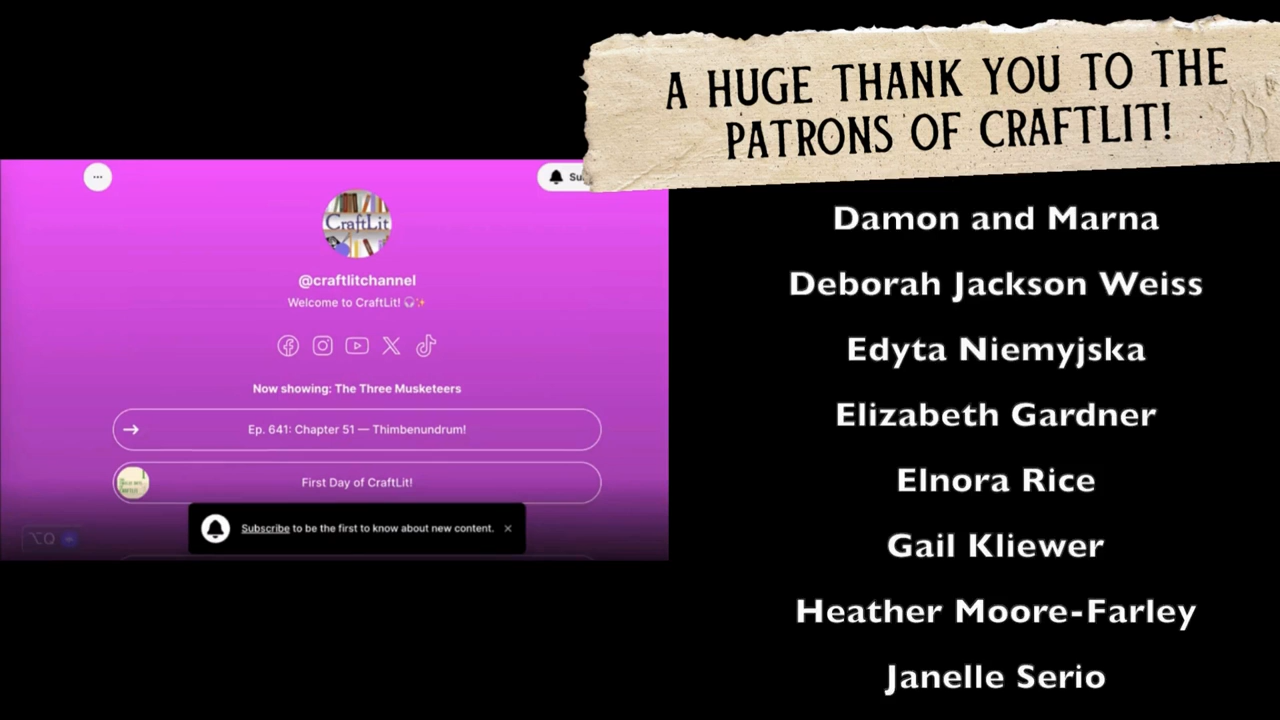 A HUGE THANK YOU TO THE
PATRONS OF CRAFTLIT!
CraftLit
@craftlitchannel
Welcome to CraftLit! 🎧✨
Now showing: The Three Musketeers
Ep. 641: Chapter 51 — Thimbenundrum!
First Day of CraftLit!
Subscribe to be the first to know about new content.
⌥Q
Damon and Marna
Deborah Jackson Weiss
Edyta Niemyjska
Elizabeth Gardner
Elnora Rice
Gail Kliewer
Heather Moore-Farley
Janelle Serio